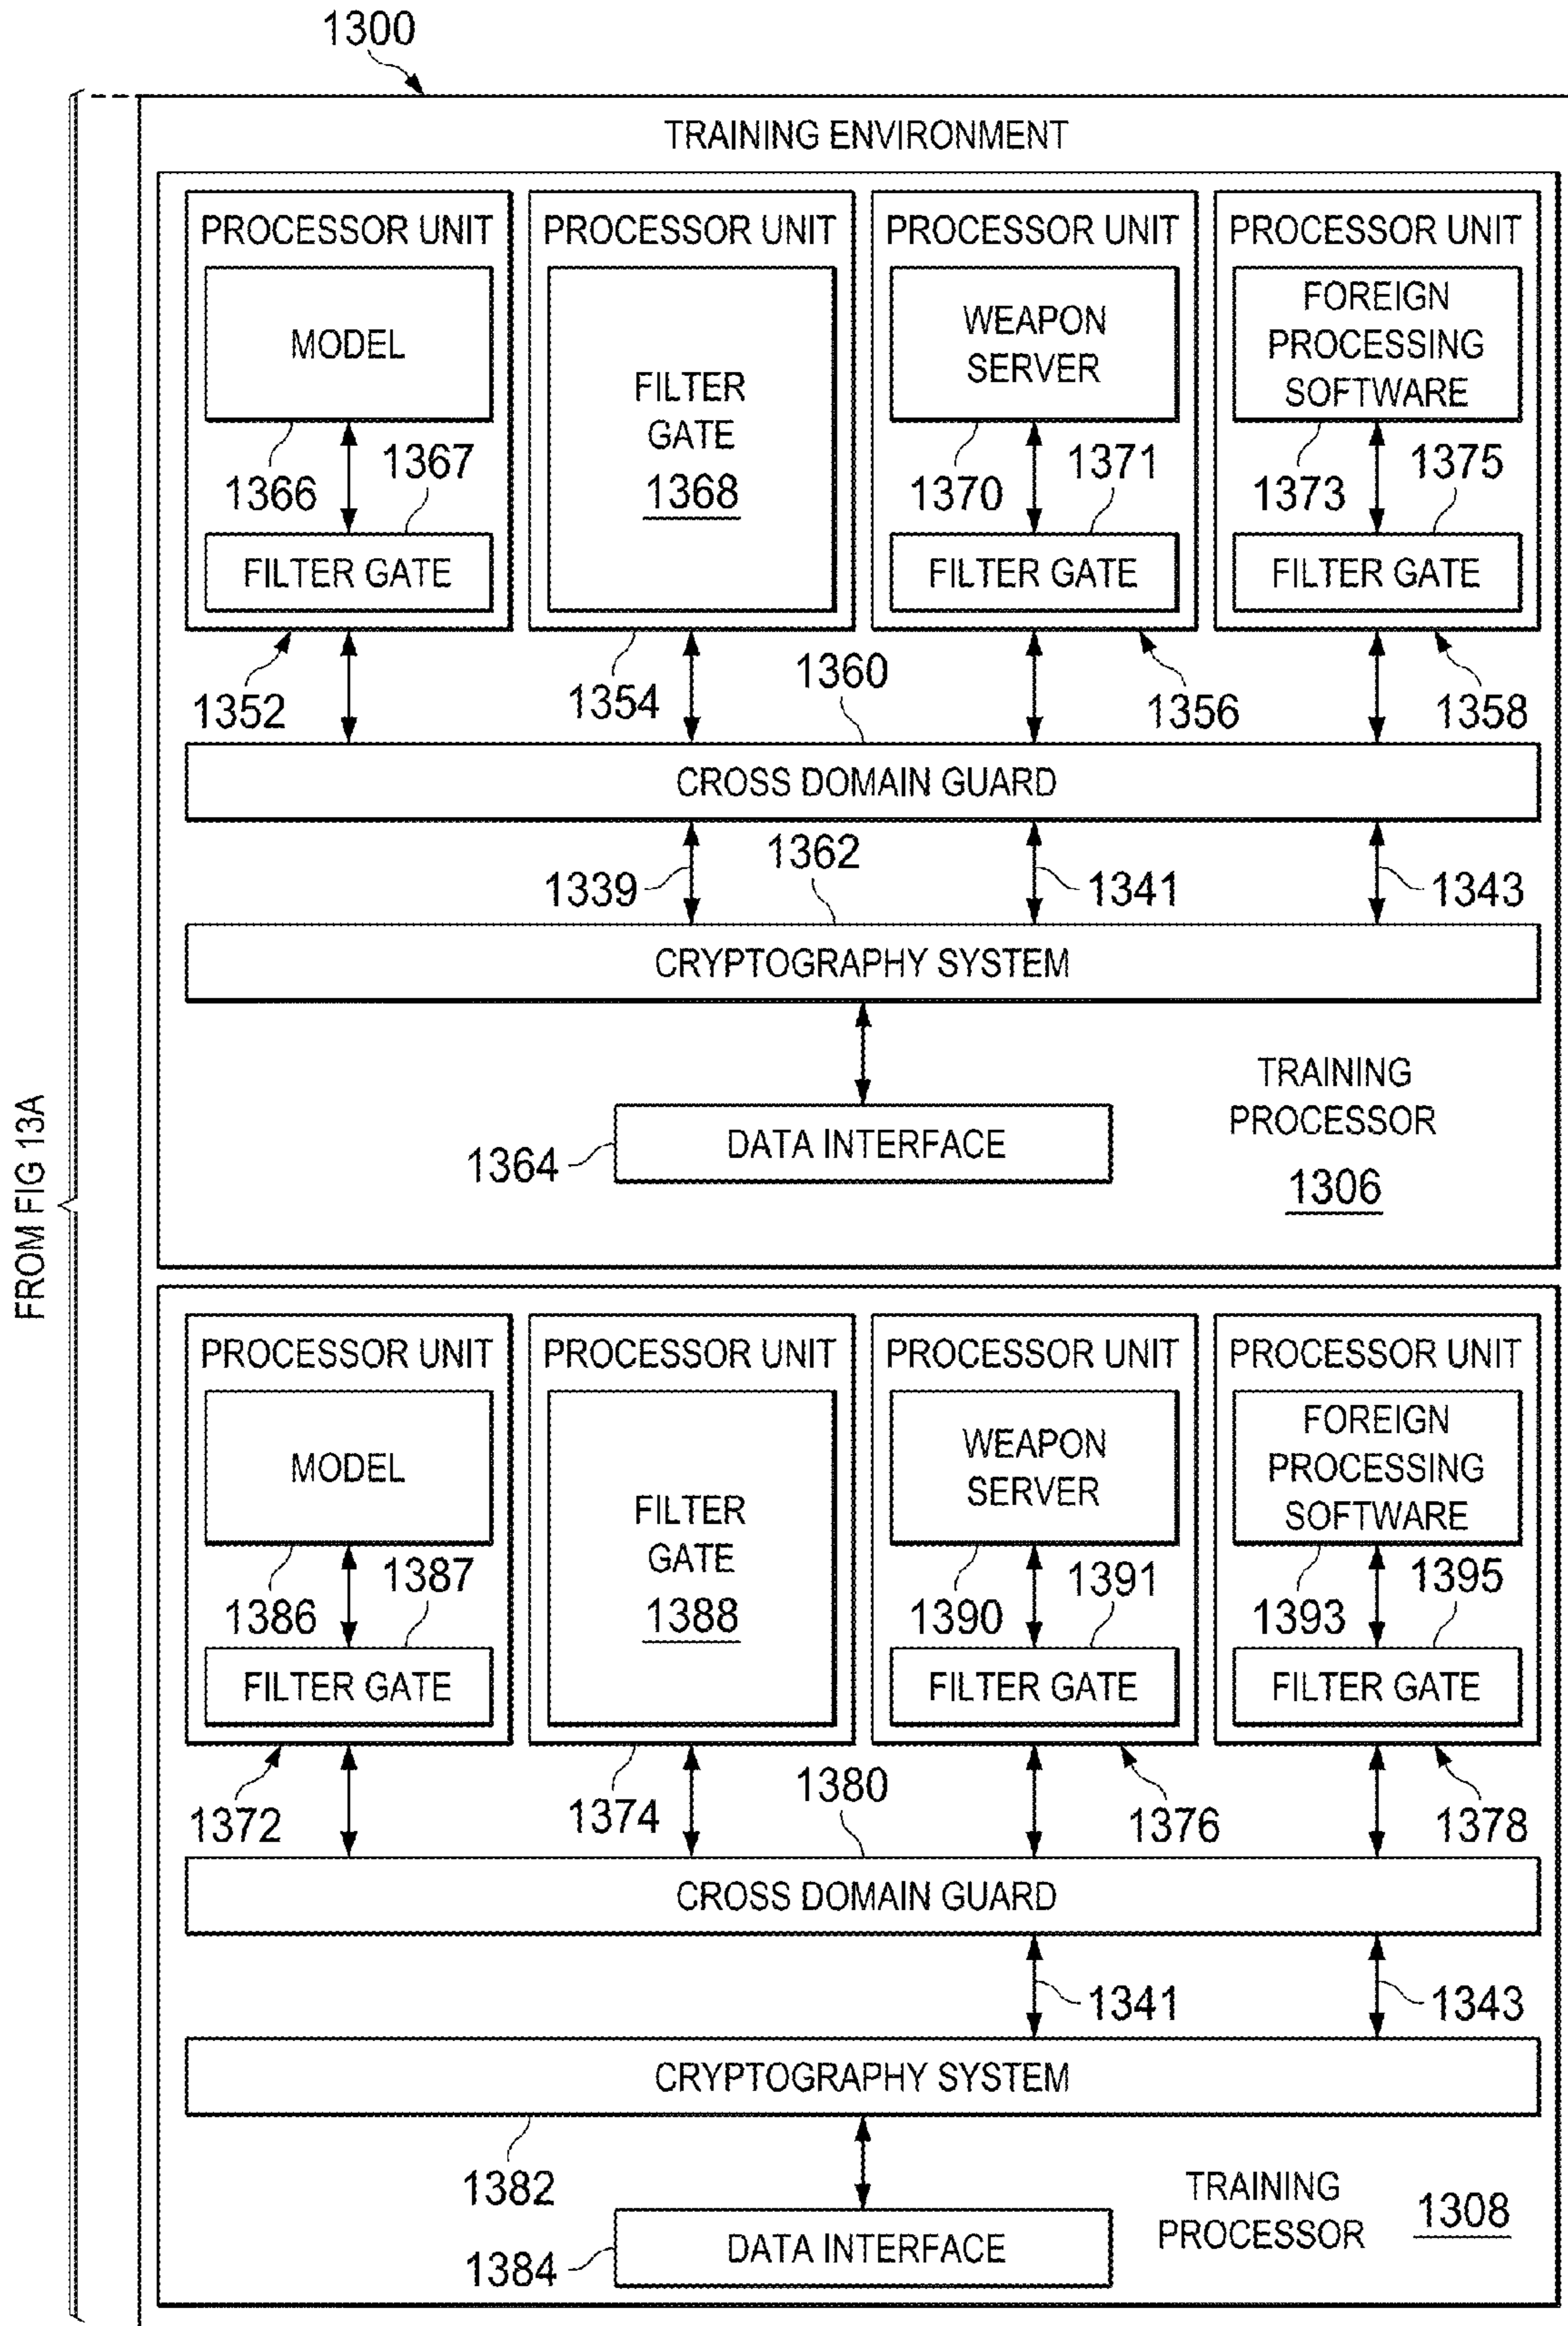 1300
TRAINING ENVIRONMENT
PROCESSOR UNIT
MODEL
1366
1367
FILTER GATE
1352
PROCESSOR UNIT
FILTER
GATE
1368
1354
PROCESSOR UNIT
WEAPON
SERVER
1370
1371
FILTER GATE
1356
PROCESSOR UNIT
FOREIGN
PROCESSING
SOFTWARE
1373
1375
FILTER GATE
1358
1360
CROSS DOMAIN GUARD
1339
1362
1341
1343
CRYPTOGRAPHY SYSTEM
DATA INTERFACE
1364
TRAINING
PROCESSOR
1306
FROM FIG 13A
PROCESSOR UNIT
MODEL
1386
1387
FILTER GATE
1372
PROCESSOR UNIT
FILTER
GATE
1388
1374
PROCESSOR UNIT
WEAPON
SERVER
1390
1391
FILTER GATE
1376
PROCESSOR UNIT
FOREIGN
PROCESSING
SOFTWARE
1393
1395
FILTER GATE
1378
1380
CROSS DOMAIN GUARD
1341
1343
CRYPTOGRAPHY SYSTEM
1382
DATA INTERFACE
1384
TRAINING
PROCESSOR
1308